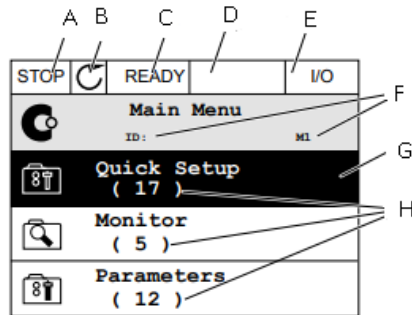 A B C D E
STOP READY I/O
F
Main Menu
ID: M1
G
Quick Setup
( 17 )
H
Monitor
( 5 )
Parameters
( 12 )